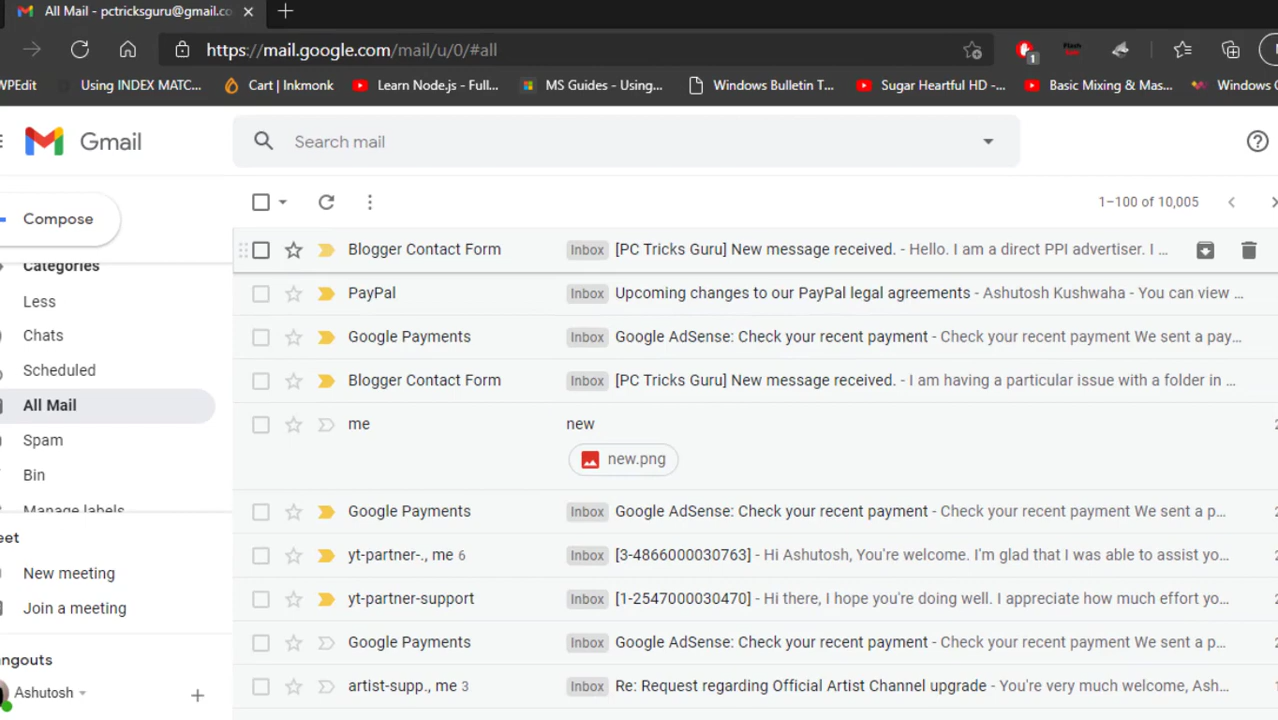 All Mail - pctricksguru@gmail.co
https://mail.google.com/mail/u/0/#all
1
WPEdit Using INDEX MATC... Cart | Inkmonk Learn Node.js - Full... MS Guides - Using... Windows Bulletin T... Sugar Heartful HD -... Basic Mixing & Mas... Windows
Gmail Search mail
1–100 of 10,005
Compose
Categories
Less
Chats
Scheduled
All Mail
Spam
Bin
Manage labels
New meeting
Join a meeting
Ashutosh
Blogger Contact Form Inbox [PC Tricks Guru] New message received. - Hello. I am a direct PPI advertiser. I ...
PayPal Inbox Upcoming changes to our PayPal legal agreements - Ashutosh Kushwaha - You can view ...
Google Payments Inbox Google AdSense: Check your recent payment - Check your recent payment We sent a pay...
Blogger Contact Form Inbox [PC Tricks Guru] New message received. - I am having a particular issue with a folder in ...
me new
new.png
Google Payments Inbox Google AdSense: Check your recent payment - Check your recent payment We sent a p...
yt-partner-., me 6 Inbox [3-4866000030763] - Hi Ashutosh, You're welcome. I'm glad that I was able to assist yo...
yt-partner-support Inbox [1-2547000030470] - Hi there, I hope you're doing well. I appreciate how much effort yo...
Google Payments Inbox Google AdSense: Check your recent payment - Check your recent payment We sent a p...
artist-supp., me 3 Inbox Re: Request regarding Official Artist Channel upgrade - You're very much welcome, Ash...